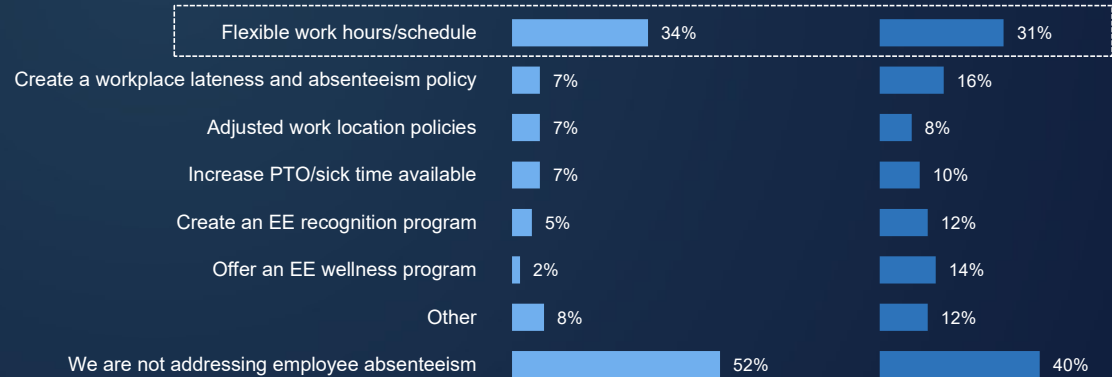 Flexible work hours/schedule 34% 31%
Create a workplace lateness and absenteeism policy 7% 16%
Adjusted work location policies 7% 8%
Increase PTO/sick time available 7% 10%
Create an EE recognition program 5% 12%
Offer an EE wellness program 2% 14%
Other 8% 12%
We are not addressing employee absenteeism 52% 40%